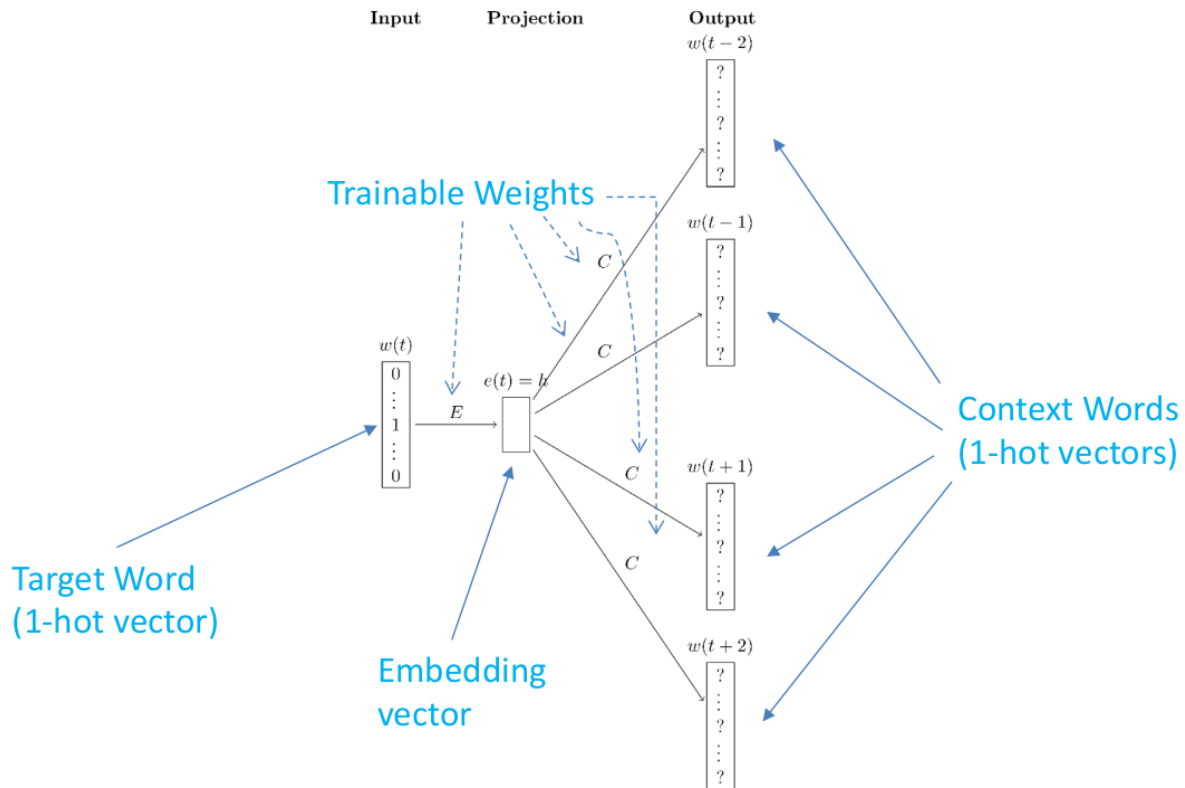 Input Projection Output
w(t − 2)
?
⋮
?
⋮
?
Trainable Weights
w(t − 1)
C
?
⋮
?
⋮
?
C
w(t)
0
⋮
1
⋮
0
e(t) = h
E
Context Words
(1-hot vectors)
C
w(t + 1)
?
⋮
?
⋮
?
C
Target Word
(1-hot vector)
Embedding
vector
w(t + 2)
?
⋮
?
⋮
?